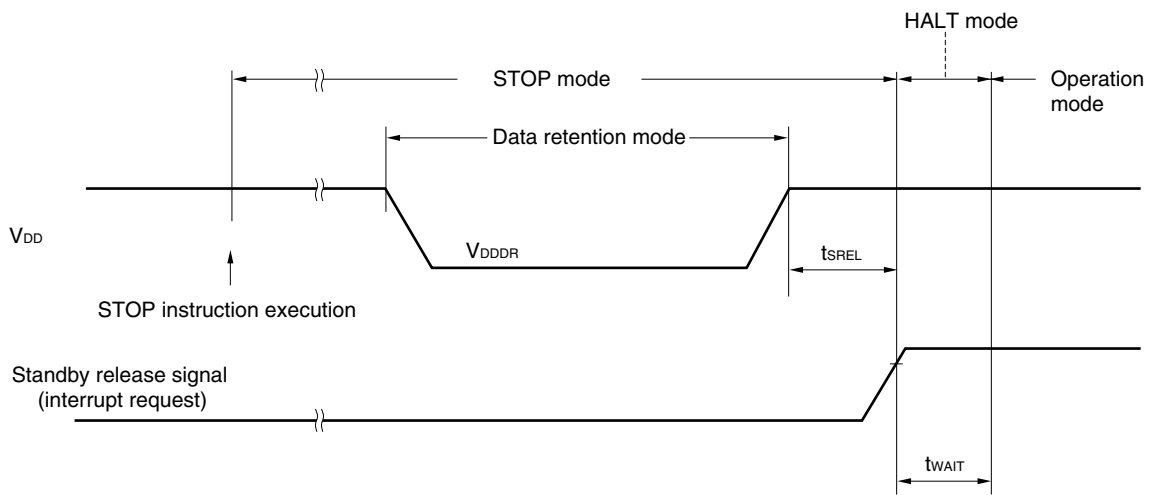 HALT mode
STOP mode
Operation
mode
Data retention mode
VDD
VDDDR
tSREL
STOP instruction execution
Standby release signal
(interrupt request)
tWAIT